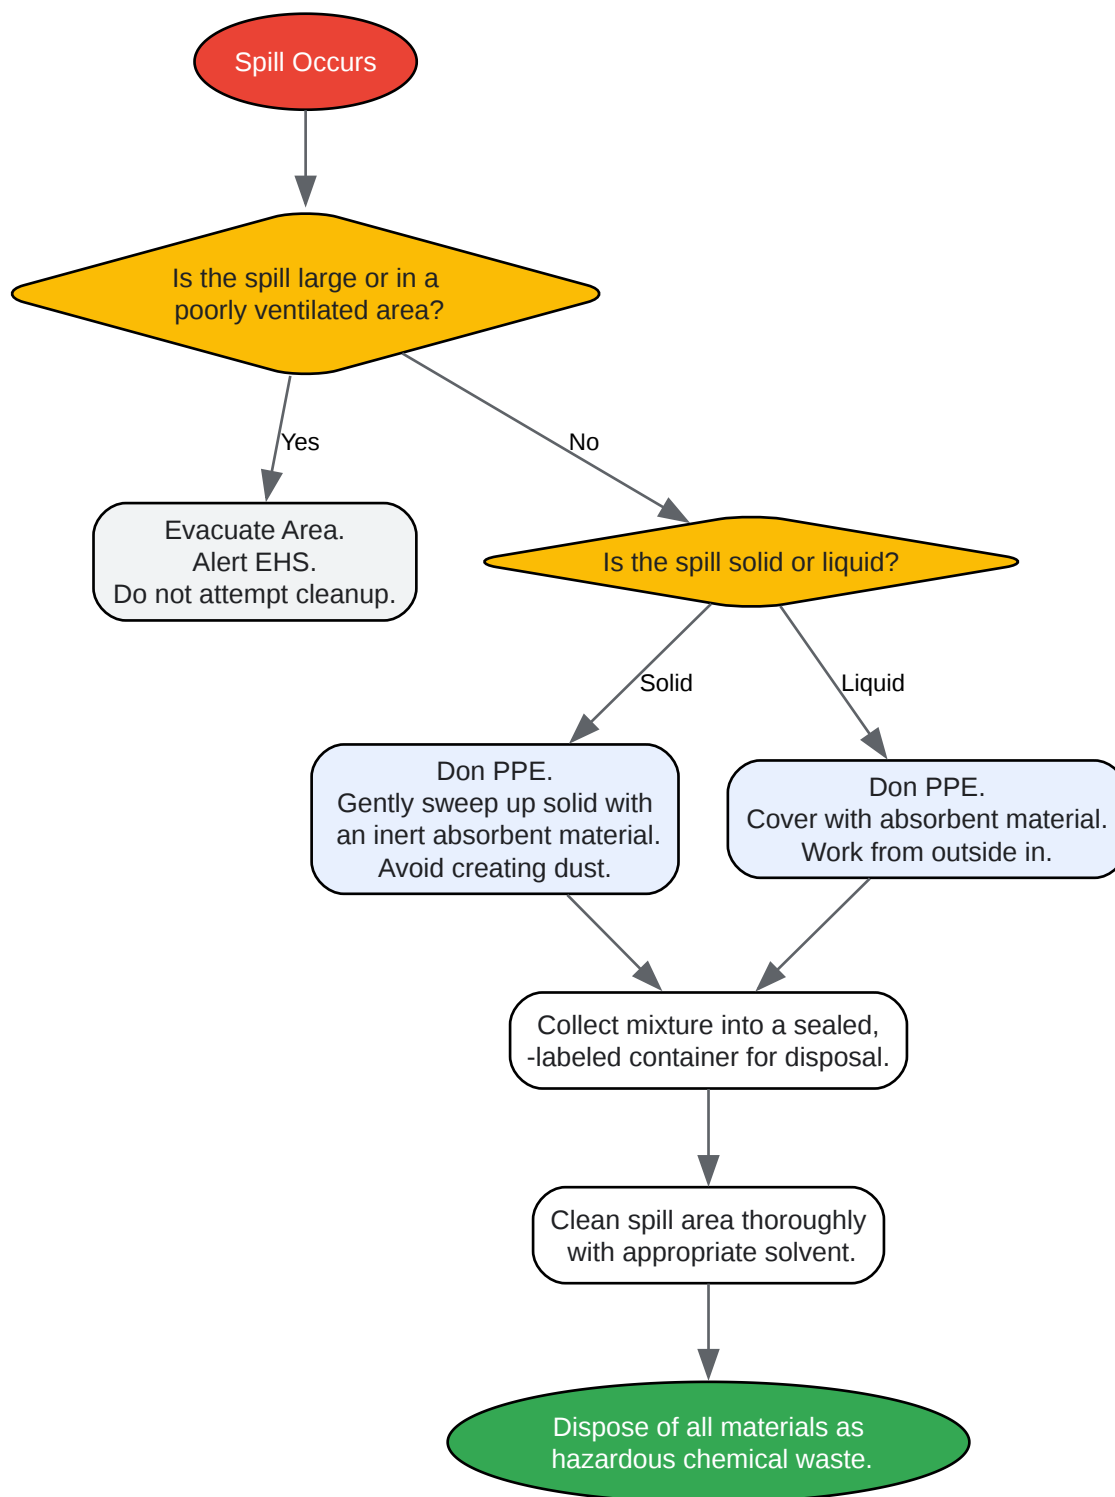 Spill Occurs
Is the spill large or in a
poorly ventilated area?
Yes
No
Evacuate Area.
Alert EHS.
Do not attempt cleanup.
Is the spill solid or liquid?
Solid
Liquid
Don PPE.
Gently sweep up solid with
an inert absorbent material.
Avoid creating dust.
Don PPE.
Cover with absorbent material.
Work from outside in.
Collect mixture into a sealed,
-labeled container for disposal.
Clean spill area thoroughly
with appropriate solvent.
Dispose of all materials as
hazardous chemical waste.